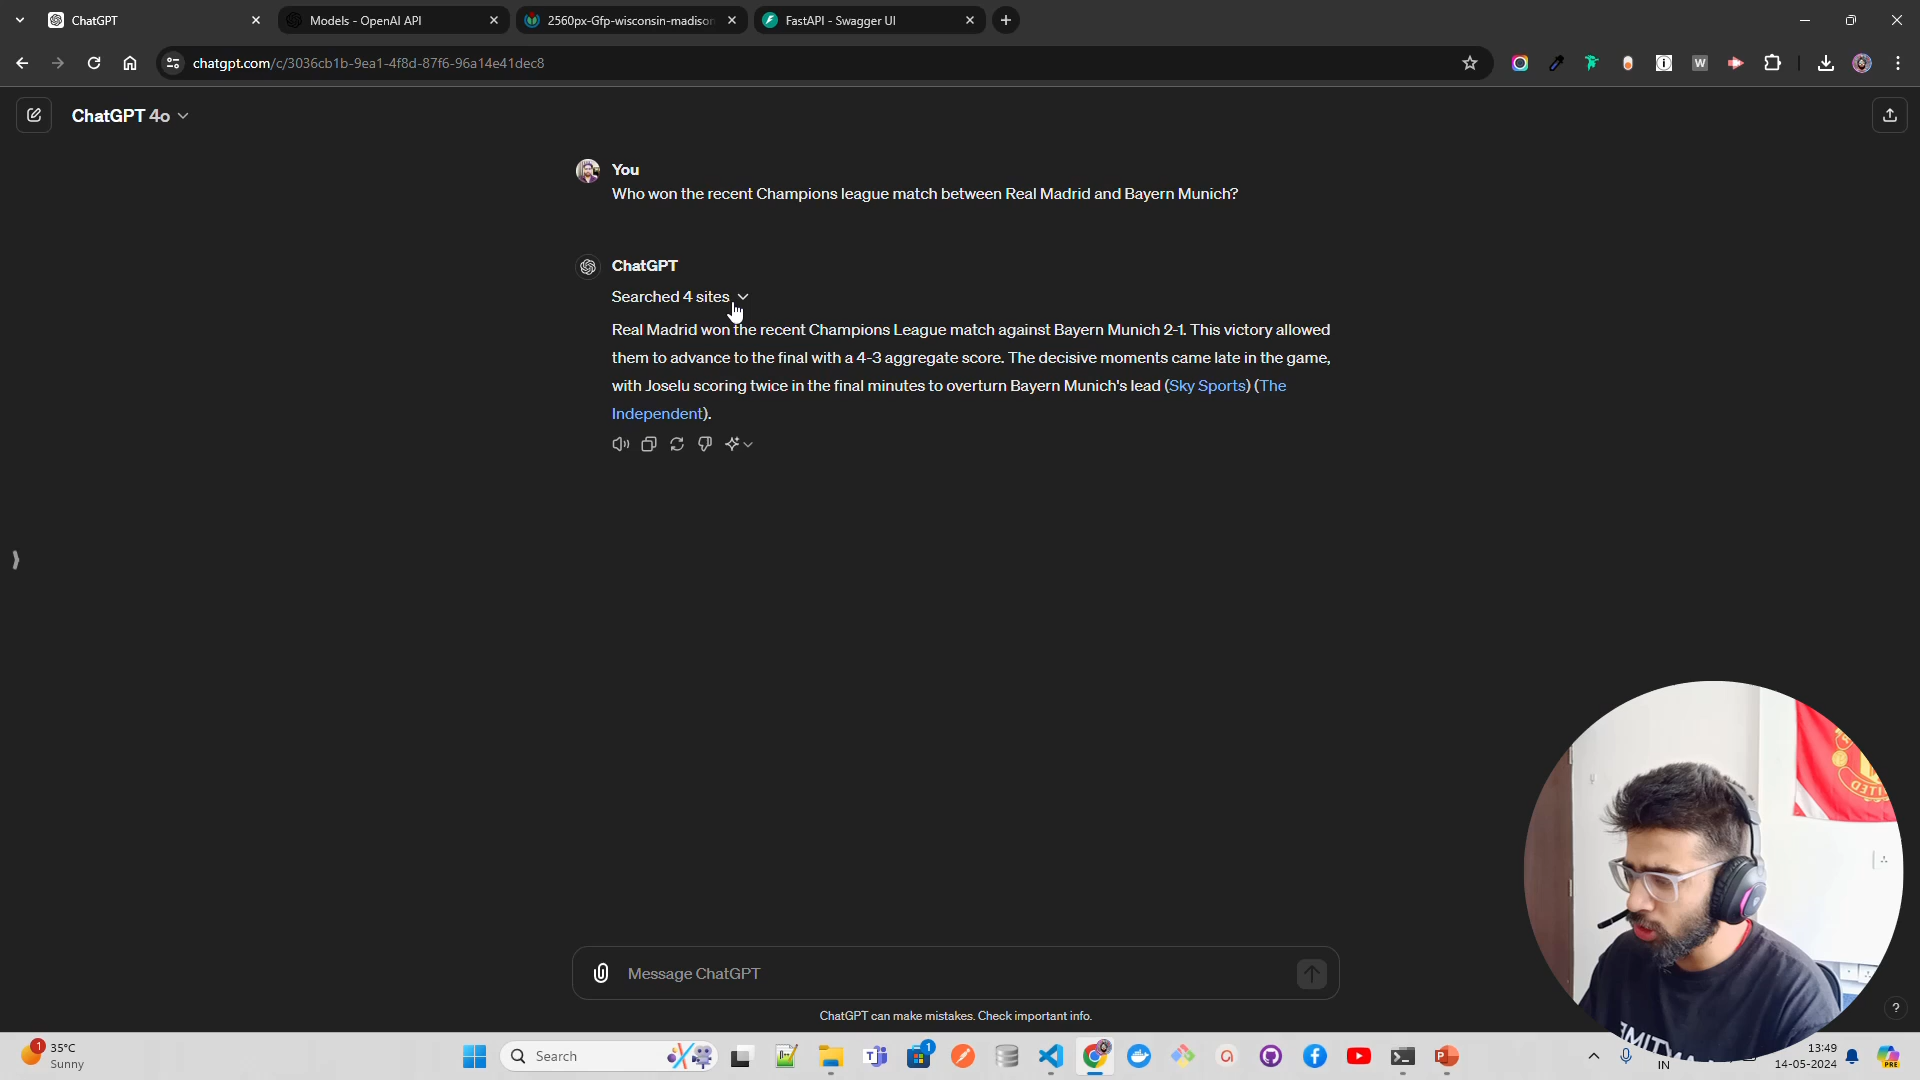 ChatGPT
Models - OpenAI API
2560px-Gfp-wisconsin-madison
FastAPI - Swagger UI
chatgpt.com/c/3036cb1b-9ea1-4f8d-87f6-96a14e41dec8
W
ChatGPT 4o
You
Who won the recent Champions league match between Real Madrid and Bayern Munich?
ChatGPT
Searched 4 sites
Real Madrid won the recent Champions League match against Bayern Munich 2-1. This victory allowed
them to advance to the final with a 4-3 aggregate score. The decisive moments came late in the game,
with Joselu scoring twice in the final minutes to overturn Bayern Munich's lead (Sky Sports) (The
Independent).
Message ChatGPT
ChatGPT can make mistakes. Check important info.
?
1
35°C
Sunny
Search
1
IN
13:49
14-05-2024
PRE